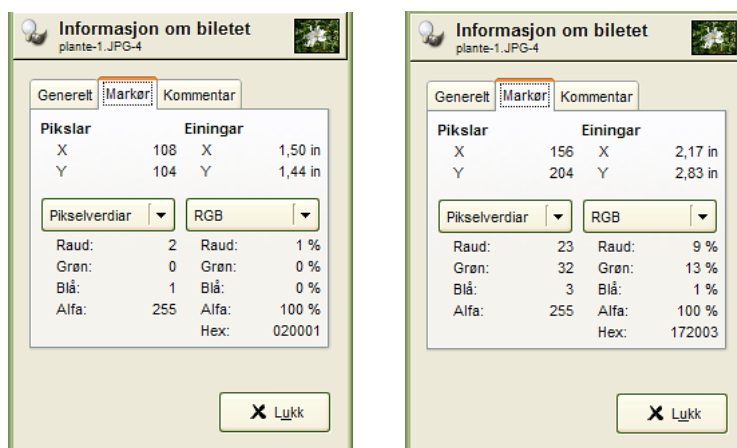 Informasjon om biletet
plante-1.JPG-4
Generelt Markør Kommentar
Pikslar Einingar
X 108 X 1,50 in
Y 104 Y 1,44 in
Pikselverdiar RGB
Raud: 2 Raud: 1 %
Grøn: 0 Grøn: 0 %
Blå: 1 Blå: 0 %
Alfa: 255 Alfa: 100 %
Hex: 020001
Lukk
Informasjon om biletet
plante-1.JPG-4
Generelt Markør Kommentar
Pikslar Einingar
X 156 X 2,17 in
Y 204 Y 2,83 in
Pikselverdiar RGB
Raud: 23 Raud: 9 %
Grøn: 32 Grøn: 13 %
Blå: 3 Blå: 1 %
Alfa: 255 Alfa: 100 %
Hex: 172003
Lukk